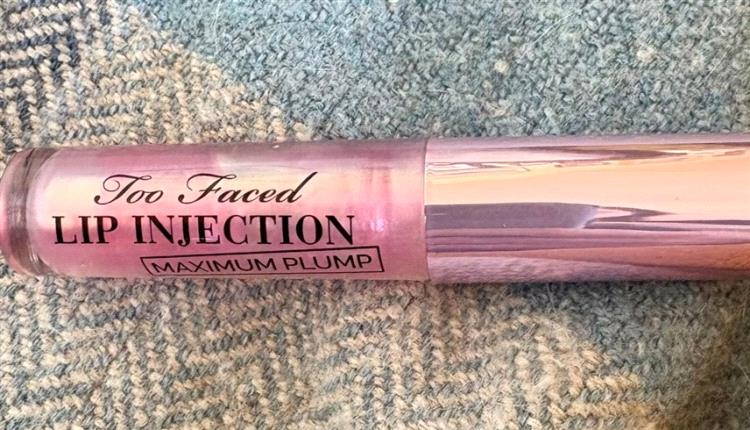 Too Faced
LIP INJECTION
MAXIMUM PLUMP